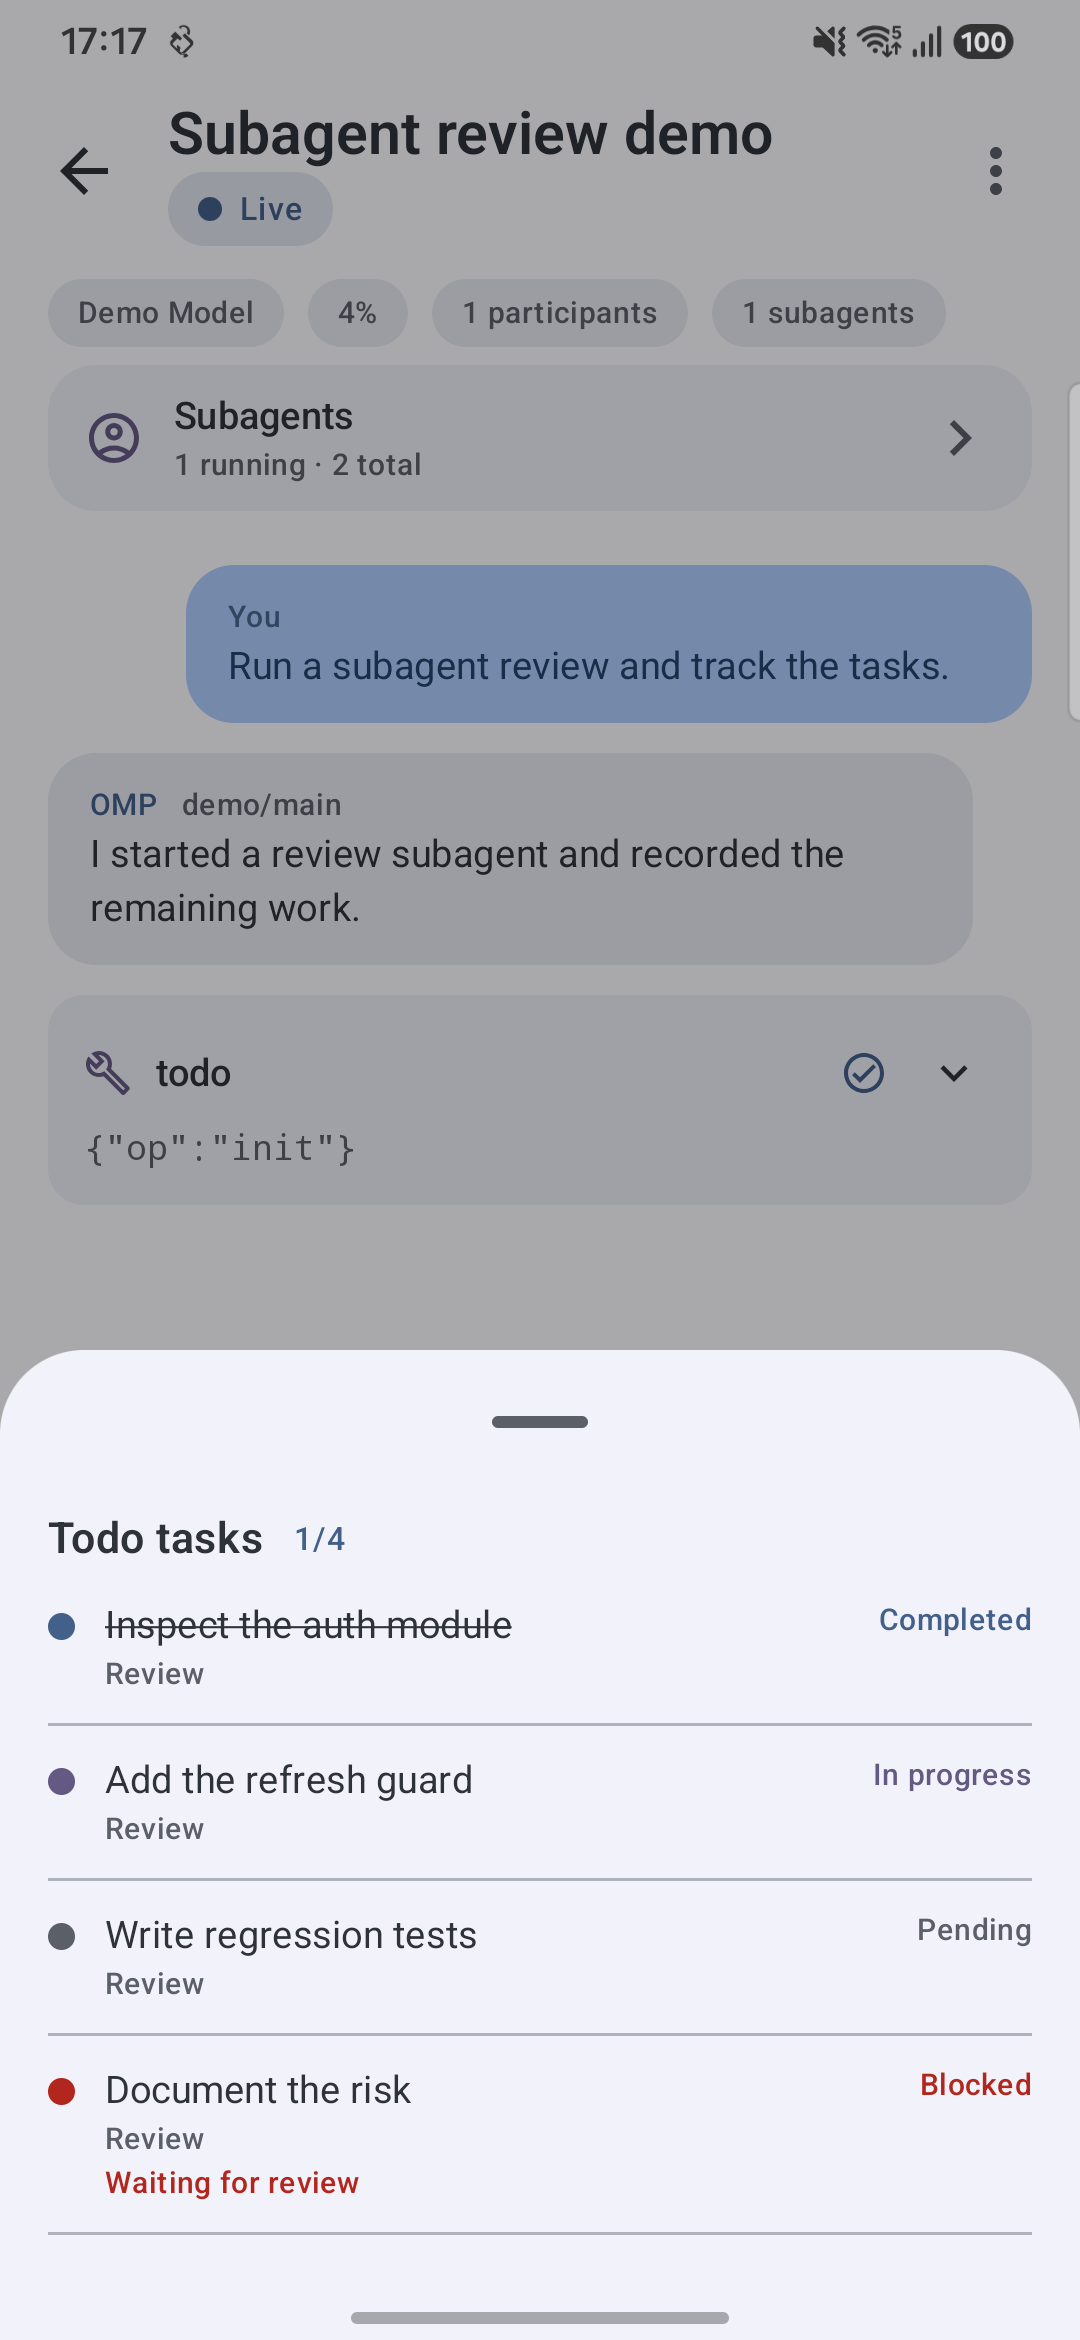 17:17
5
100
Subagent review demo
Live
Demo Model
4%
1 participants
1 subagents
Subagents
1 running · 2 total
You
Run a subagent review and track the tasks.
OMP demo/main
I started a review subagent and recorded the
remaining work.
todo
{"op":"init"}
Todo tasks 1/4
Inspect the auth module
Completed
Review
Add the refresh guard
In progress
Review
Write regression tests
Pending
Review
Document the risk
Blocked
Review
Waiting for review